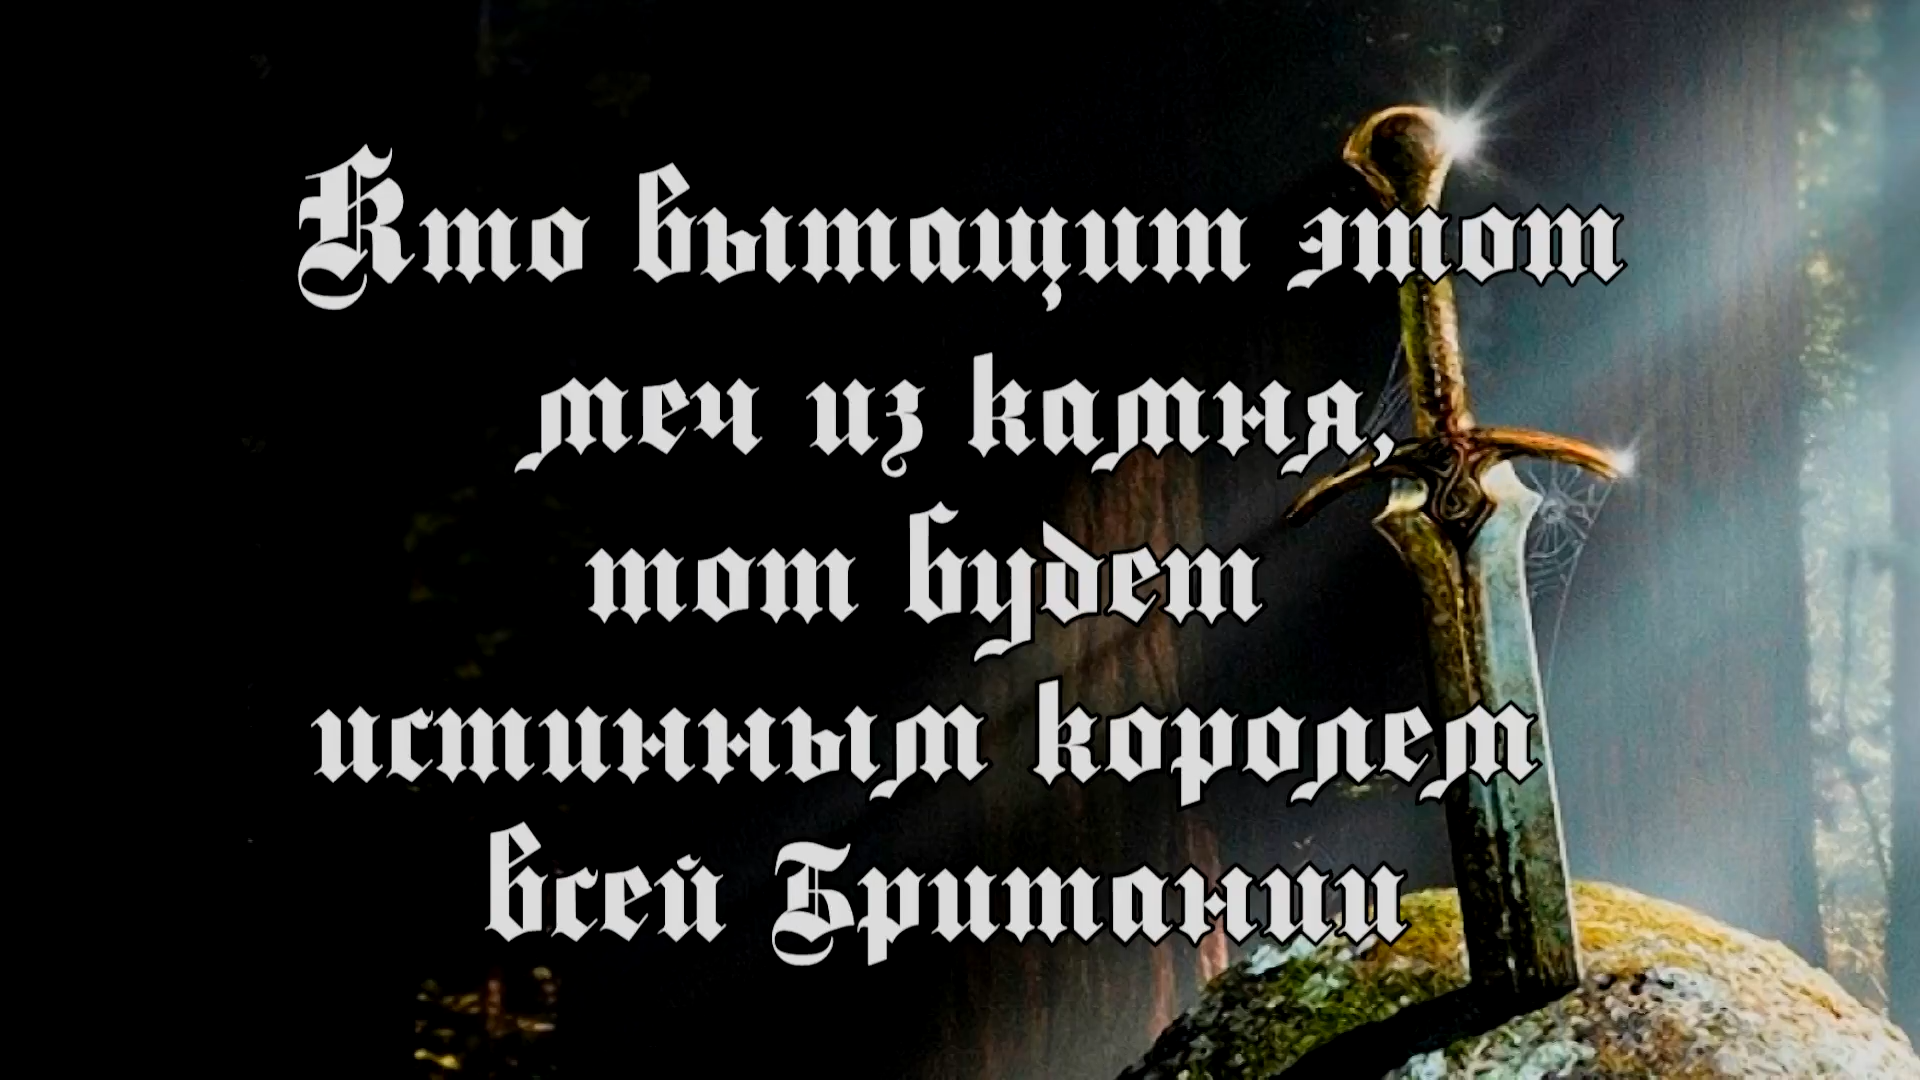 Кто вытащит этот
меч из камня,
тот будет
истинным королем
всей Британии